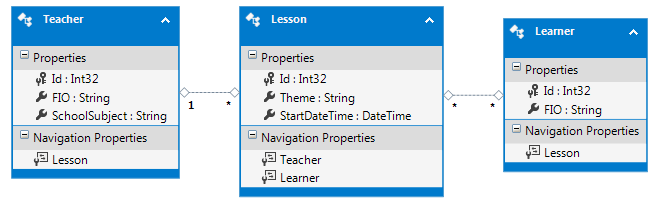 Teacher
Properties
Id : Int32
FIO : String
SchoolSubject : String
Navigation Properties
Lesson
1
*
Lesson
Properties
Id : Int32
Theme : String
StartDateTime : DateTime
Navigation Properties
Teacher
Learner
*
*
Learner
Properties
Id : Int32
FIO : String
Navigation Properties
Lesson